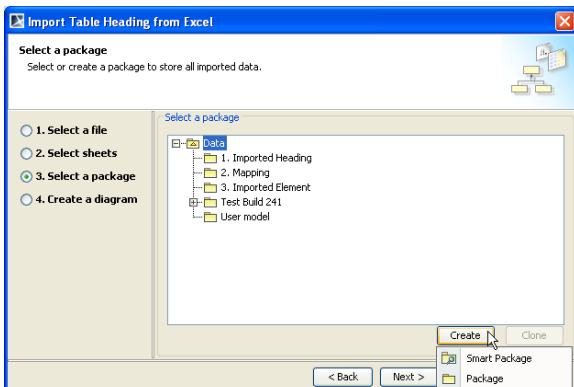 Import Table Heading from Excel
Select a package
Select or create a package to store all imported data.
1. Select a file
2. Select sheets
3. Select a package
4. Create a diagram
Select a package
Data
1. Imported Heading
2. Mapping
3. Imported Element
Test Build 241
User model
Create
Clone
Smart Package
Package
< Back
Next >